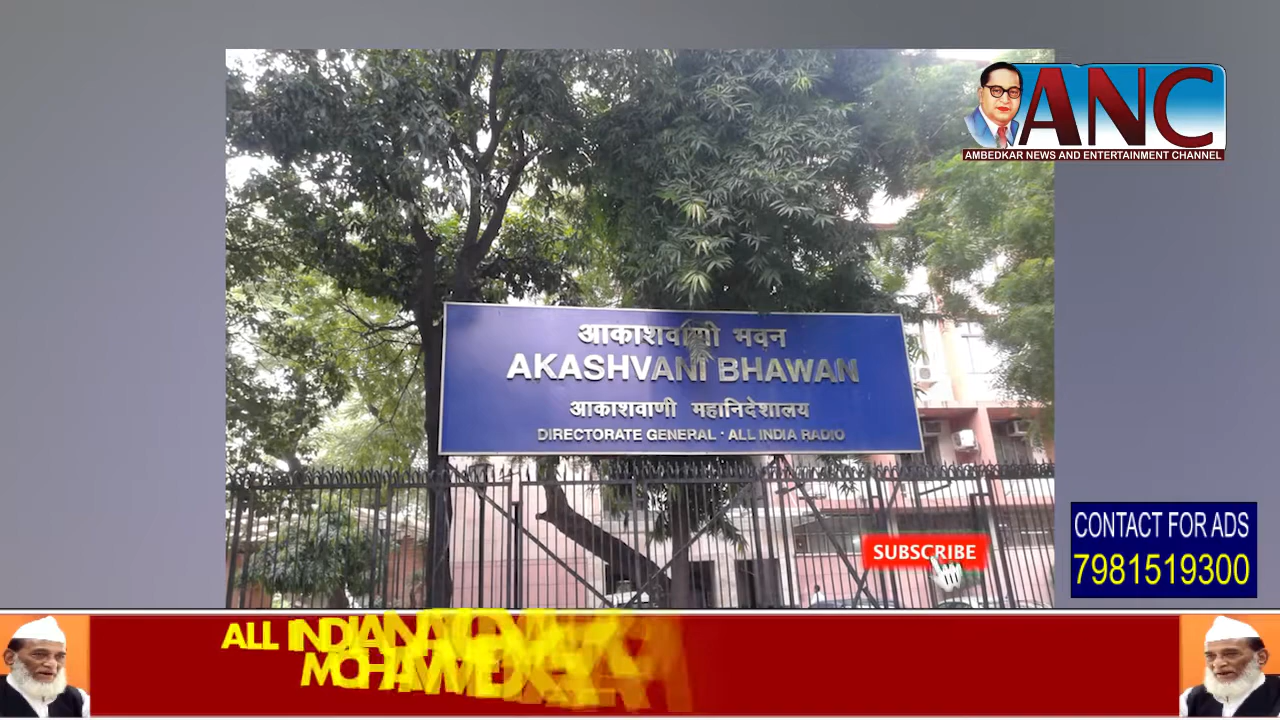 ANC
AMBEDKAR NEWS AND ENTERTAINMENT CHANNEL
आकाशवाणी भवन
AKASHVANI BHAWAN
आकाशवाणी महानिदेशालय
DIRECTORATE GENERAL · ALL INDIA RADIO
SUBSCRIBE
CONTACT FOR ADS
7981519300
ALL INDIA